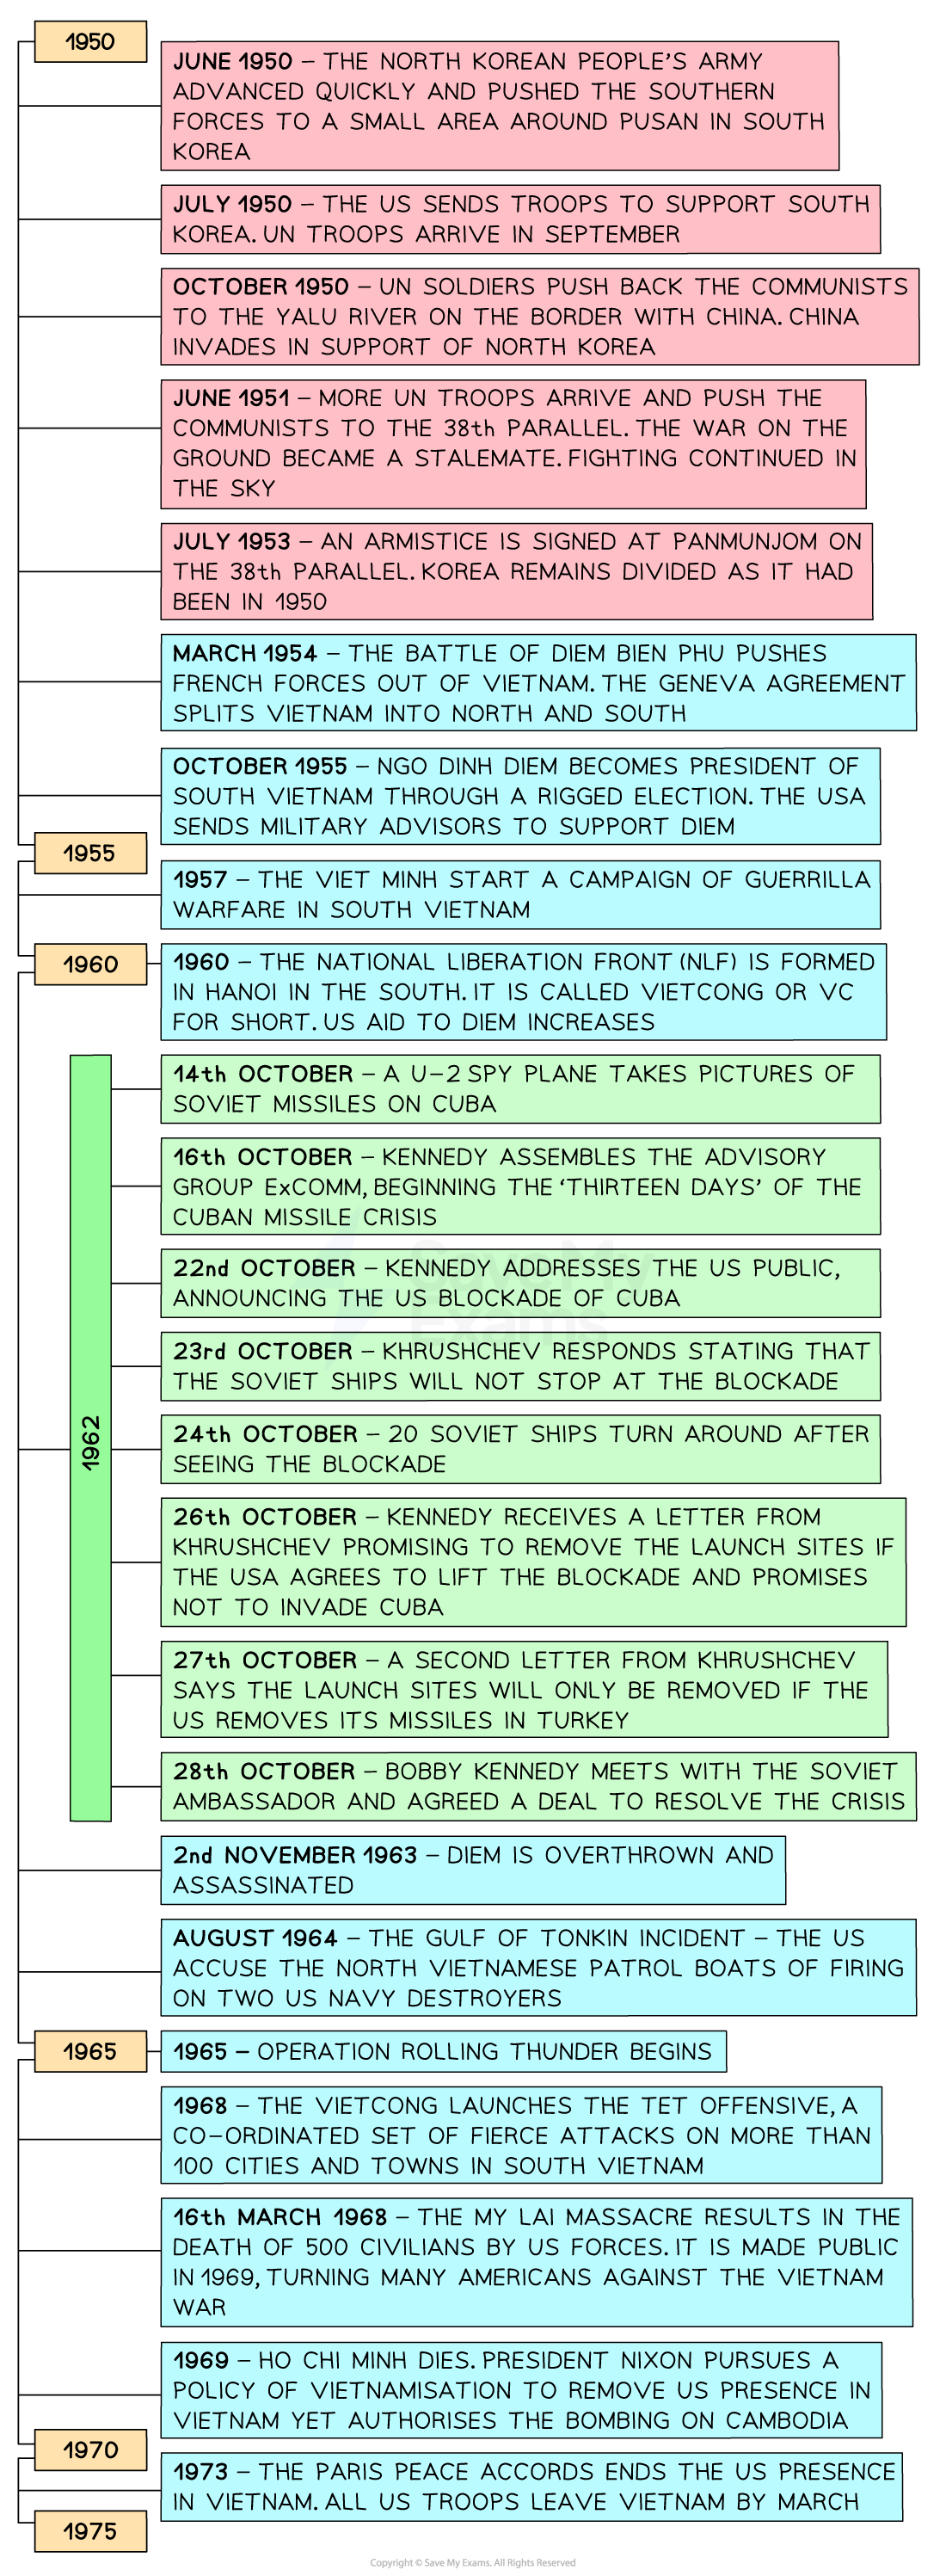 1950
JUNE 1950 – THE NORTH KOREAN PEOPLE'S ARMY
ADVANCED QUICKLY AND PUSHED THE SOUTHERN
FORCES TO A SMALL AREA AROUND PUSAN IN SOUTH
KOREA
JULY 1950 – THE US SENDS TROOPS TO SUPPORT SOUTH
KOREA. UN TROOPS ARRIVE IN SEPTEMBER
OCTOBER 1950 – UN SOLDIERS PUSH BACK THE COMMUNISTS
TO THE YALU RIVER ON THE BORDER WITH CHINA. CHINA
INVADES IN SUPPORT OF NORTH KOREA
JUNE 1951 – MORE UN TROOPS ARRIVE AND PUSH THE
COMMUNISTS TO THE 38th PARALLEL. THE WAR ON THE
GROUND BECAME A STALEMATE. FIGHTING CONTINUED IN
THE SKY
JULY 1953 – AN ARMISTICE IS SIGNED AT PANMUNJOM ON
THE 38th PARALLEL. KOREA REMAINS DIVIDED AS IT HAD
BEEN IN 1950
MARCH 1954 – THE BATTLE OF DIEM BIEN PHU PUSHES
FRENCH FORCES OUT OF VIETNAM. THE GENEVA AGREEMENT
SPLITS VIETNAM INTO NORTH AND SOUTH
OCTOBER 1955 – NGO DINH DIEM BECOMES PRESIDENT OF
SOUTH VIETNAM THROUGH A RIGGED ELECTION. THE USA
SENDS MILITARY ADVISORS TO SUPPORT DIEM
1955
1957 – THE VIET MINH START A CAMPAIGN OF GUERRILLA
WARFARE IN SOUTH VIETNAM
1960
1960 – THE NATIONAL LIBERATION FRONT (NLF) IS FORMED
IN HANOI IN THE SOUTH. IT IS CALLED VIETCONG OR VC
FOR SHORT. US AID TO DIEM INCREASES
1962
14th OCTOBER – A U–2 SPY PLANE TAKES PICTURES OF
SOVIET MISSILES ON CUBA
16th OCTOBER – KENNEDY ASSEMBLES THE ADVISORY
GROUP ExCOMM, BEGINNING THE 'THIRTEEN DAYS' OF THE
CUBAN MISSILE CRISIS
22nd OCTOBER – KENNEDY ADDRESSES THE US PUBLIC,
ANNOUNCING THE US BLOCKADE OF CUBA
Save My
Exams
23rd OCTOBER – KHRUSHCHEV RESPONDS STATING THAT
THE SOVIET SHIPS WILL NOT STOP AT THE BLOCKADE
24th OCTOBER – 20 SOVIET SHIPS TURN AROUND AFTER
SEEING THE BLOCKADE
26th OCTOBER – KENNEDY RECEIVES A LETTER FROM
KHRUSHCHEV PROMISING TO REMOVE THE LAUNCH SITES IF
THE USA AGREES TO LIFT THE BLOCKADE AND PROMISES
NOT TO INVADE CUBA
27th OCTOBER – A SECOND LETTER FROM KHRUSHCHEV
SAYS THE LAUNCH SITES WILL ONLY BE REMOVED IF THE
US REMOVES ITS MISSILES IN TURKEY
28th OCTOBER – BOBBY KENNEDY MEETS WITH THE SOVIET
AMBASSADOR AND AGREED A DEAL TO RESOLVE THE CRISIS
2nd NOVEMBER 1963 – DIEM IS OVERTHROWN AND
ASSASSINATED
AUGUST 1964 – THE GULF OF TONKIN INCIDENT – THE US
ACCUSE THE NORTH VIETNAMESE PATROL BOATS OF FIRING
ON TWO US NAVY DESTROYERS
1965
1965 – OPERATION ROLLING THUNDER BEGINS
1968 – THE VIETCONG LAUNCHES THE TET OFFENSIVE, A
CO–ORDINATED SET OF FIERCE ATTACKS ON MORE THAN
100 CITIES AND TOWNS IN SOUTH VIETNAM
16th MARCH 1968 – THE MY LAI MASSACRE RESULTS IN THE
DEATH OF 500 CIVILIANS BY US FORCES. IT IS MADE PUBLIC
IN 1969, TURNING MANY AMERICANS AGAINST THE VIETNAM
WAR
1969 – HO CHI MINH DIES. PRESIDENT NIXON PURSUES A
POLICY OF VIETNAMISATION TO REMOVE US PRESENCE IN
VIETNAM YET AUTHORISES THE BOMBING ON CAMBODIA
1970
1973 – THE PARIS PEACE ACCORDS ENDS THE US PRESENCE
IN VIETNAM. ALL US TROOPS LEAVE VIETNAM BY MARCH
1975
Copyright © Save My Exams. All Rights Reserved